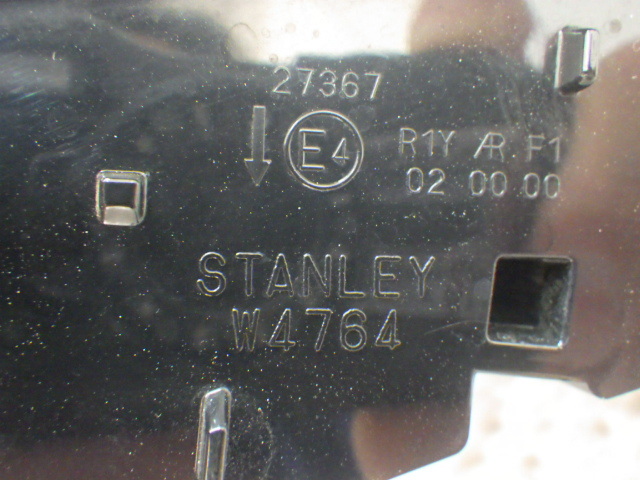 27367
↓ E4 R1Y AR F1
02 00 00
STANLEY
W4764